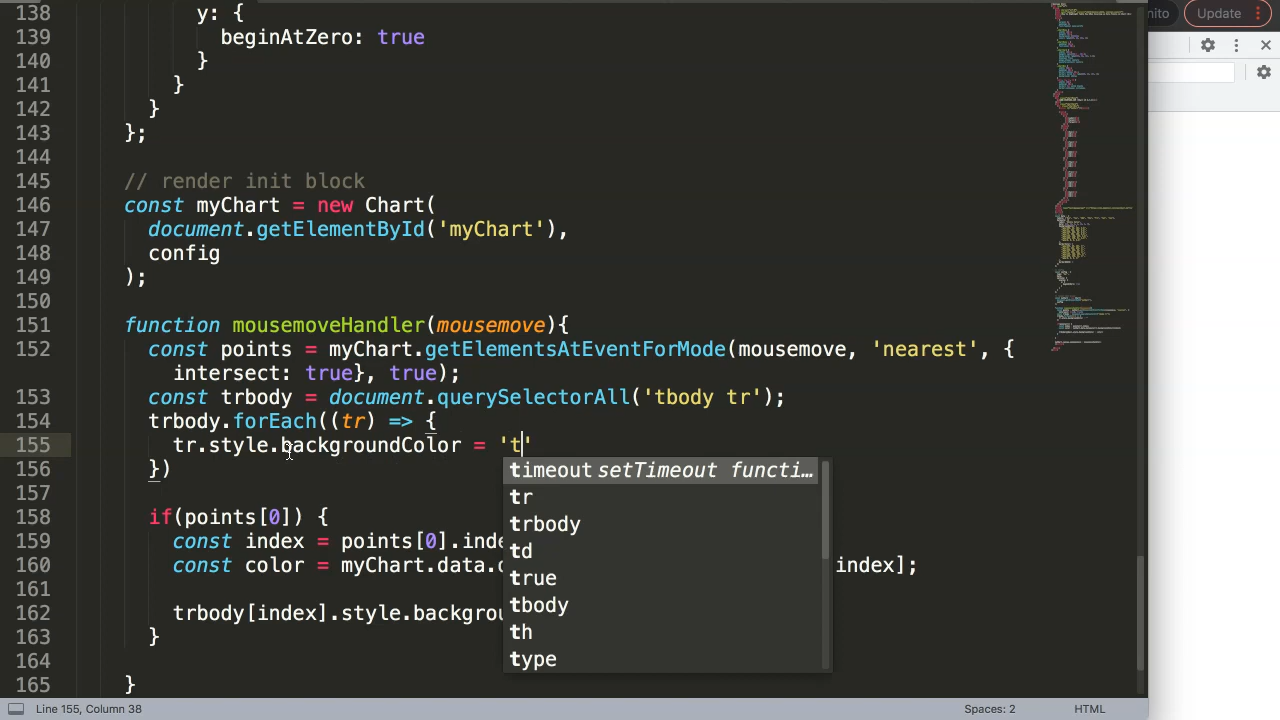 nito
Update
138 y: {
139 beginAtZero: true
140 }
141 }
142 }
143 };
144
145 // render init block
146 const myChart = new Chart(
147 document.getElementById('myChart'),
148 config
149 );
150
151 function mousemoveHandler(mousemove){
152 const points = myChart.getElementsAtEventForMode(mousemove, 'nearest', {
intersect: true}, true);
153 const trbody = document.querySelectorAll('tbody tr');
154 trbody.forEach((tr) => {
155 tr.style.backgroundColor = 't'
156 })
157
158 if(points[0]) {
159 const index = points[0].inde
160 const color = myChart.data.d index];
161
162 trbody[index].style.backgrou
163 }
164
165 }
timeout setTimeout functi…
tr
trbody
td
true
tbody
th
type
Line 155, Column 38
Spaces: 2
HTML